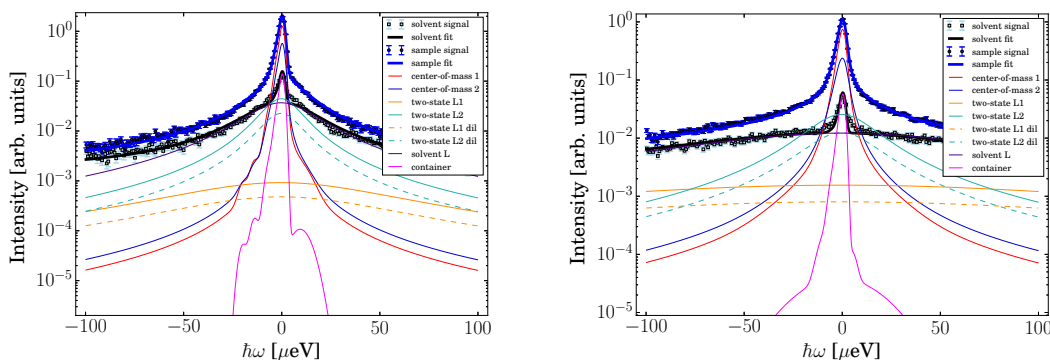 10⁰
10⁻¹
10⁻²
10⁻³
10⁻⁴
10⁻⁵
Intensity [arb. units]
−100
−50
0
50
100
ħω [μeV]
solvent signal
solvent fit
sample signal
sample fit
center-of-mass 1
center-of-mass 2
two-state L1
two-state L2
two-state L1 dil
two-state L2 dil
solvent L
container
10⁰
10⁻¹
10⁻²
10⁻³
10⁻⁴
10⁻⁵
Intensity [arb. units]
−100
−50
0
50
100
ħω [μeV]
solvent signal
solvent fit
sample signal
sample fit
center-of-mass 1
center-of-mass 2
two-state L1
two-state L2
two-state L1 dil
two-state L2 dil
solvent L
container